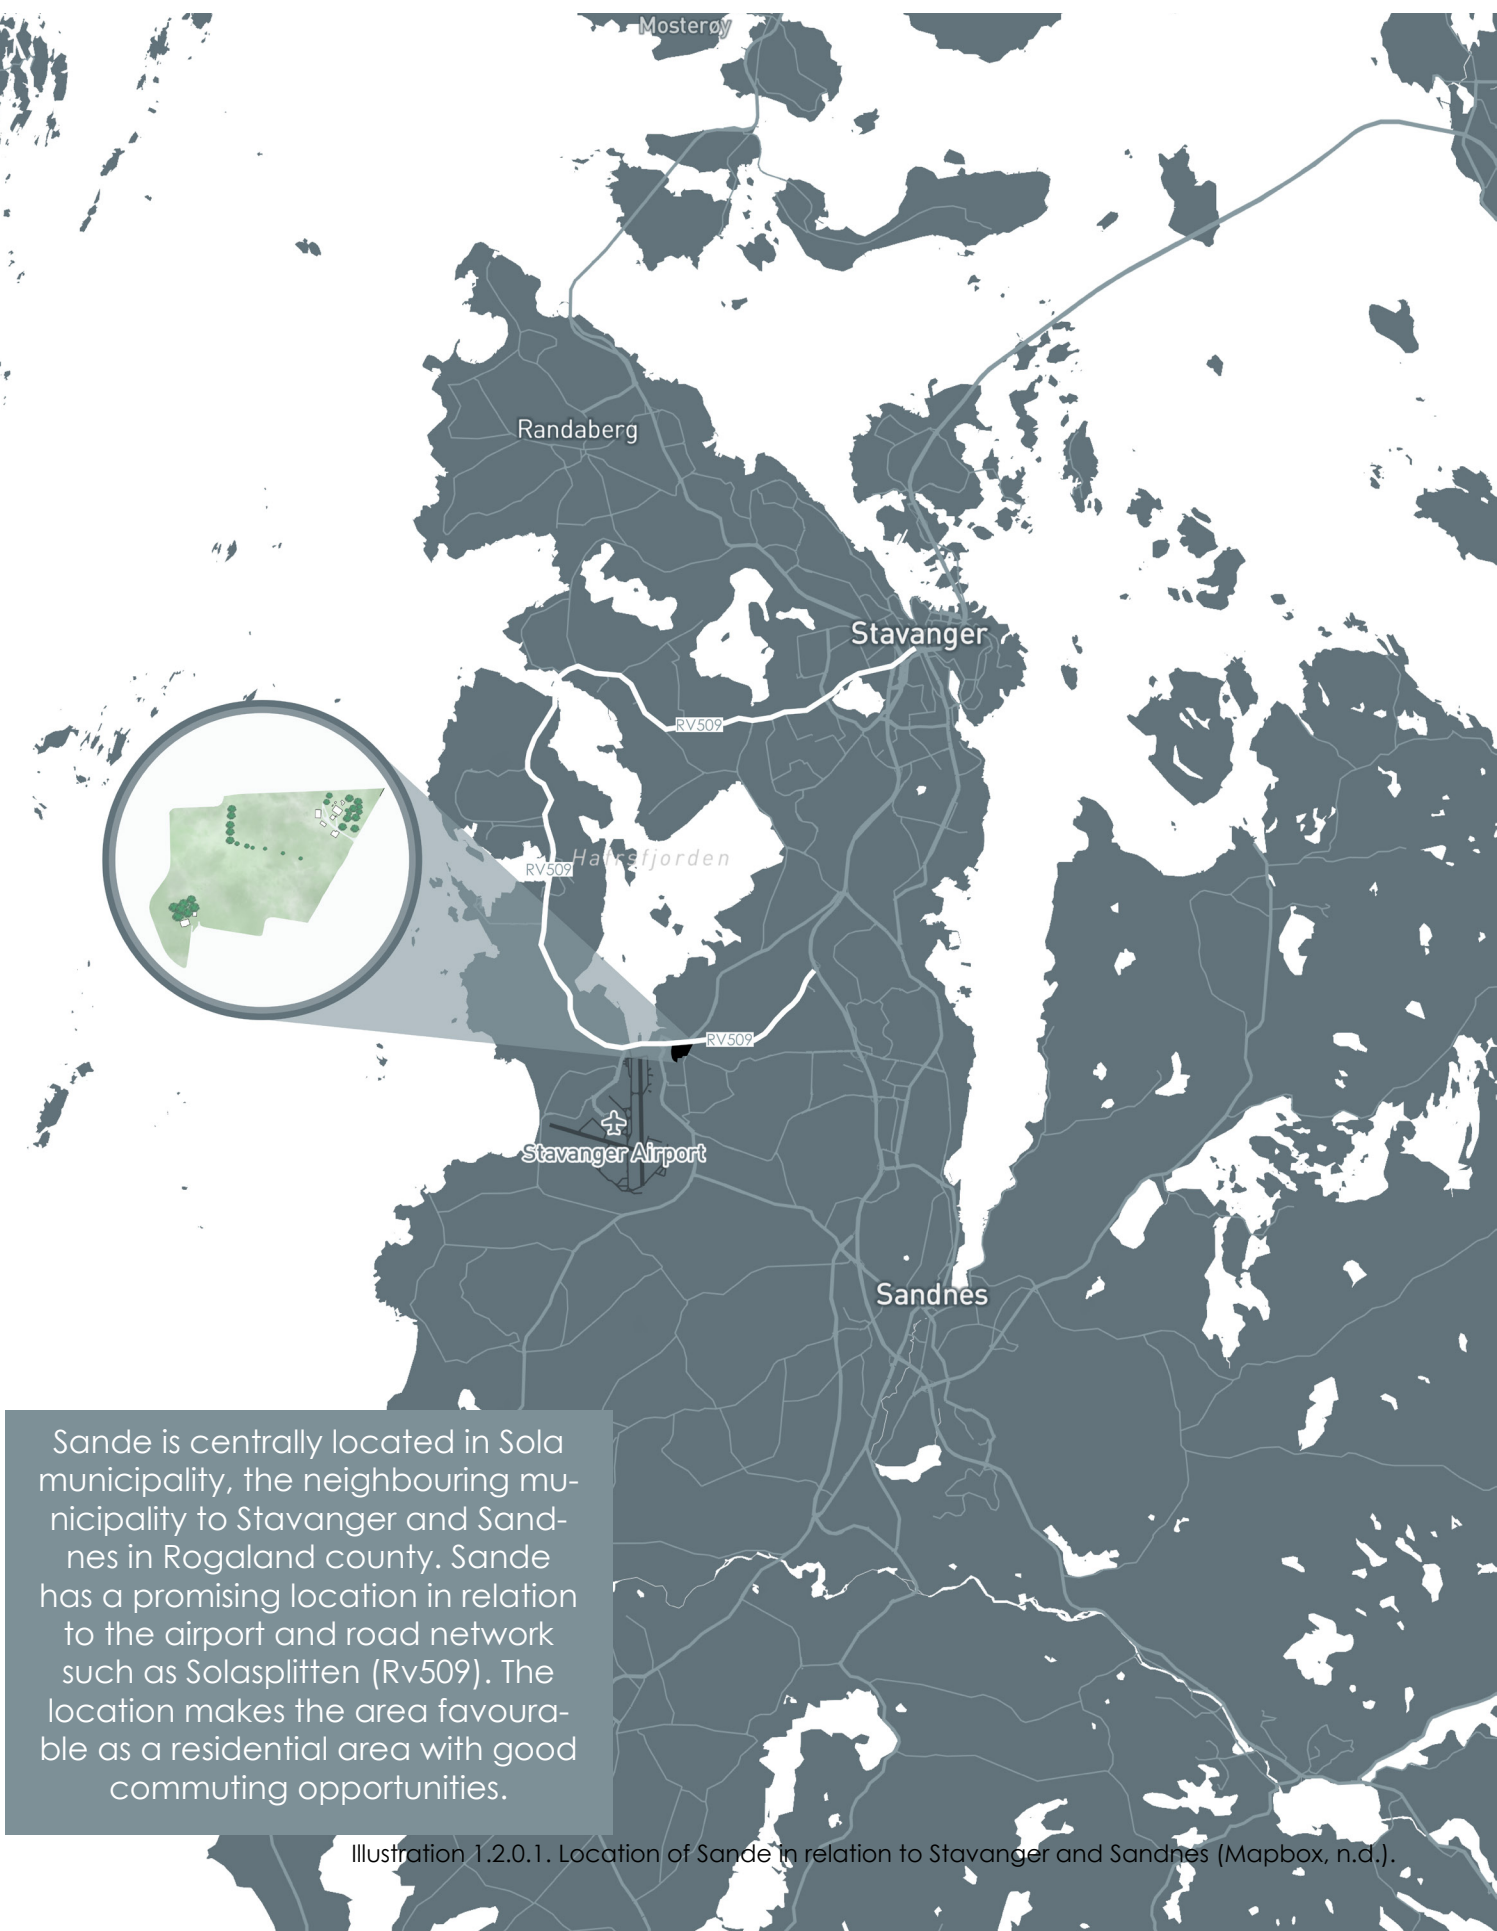 Mosterøy
Randaberg
Stavanger
RV509
Hafrsfjorden
RV509
RV509
Stavanger Airport
Sandnes
Sande is centrally located in Sola
municipality, the neighbouring mu-
nicipality to Stavanger and Sand-
nes in Rogaland county. Sande
has a promising location in relation
to the airport and road network
such as Solasplitten (Rv509). The
location makes the area favoura-
ble as a residential area with good
commuting opportunities.
Illustration 1.2.0.1. Location of Sande in relation to Stavanger and Sandnes (Mapbox, n.d.).